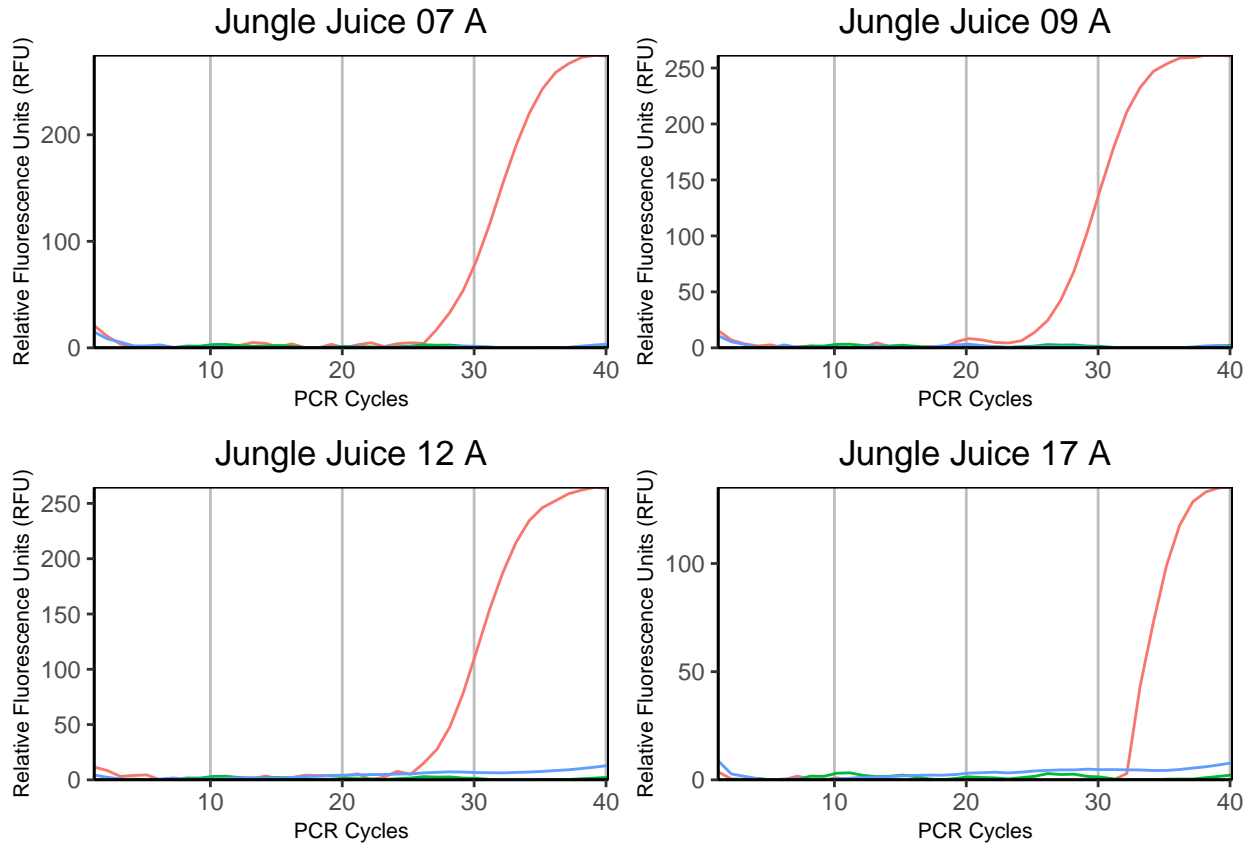 Jungle Juice 07 A
Relative Fluorescence Units (RFU)
200
100
0
10 20 30 40
PCR Cycles
Jungle Juice 09 A
Relative Fluorescence Units (RFU)
250
200
150
100
50
0
10 20 30 40
PCR Cycles
Jungle Juice 12 A
Relative Fluorescence Units (RFU)
250
200
150
100
50
0
10 20 30 40
PCR Cycles
Jungle Juice 17 A
Relative Fluorescence Units (RFU)
100
50
0
10 20 30 40
PCR Cycles